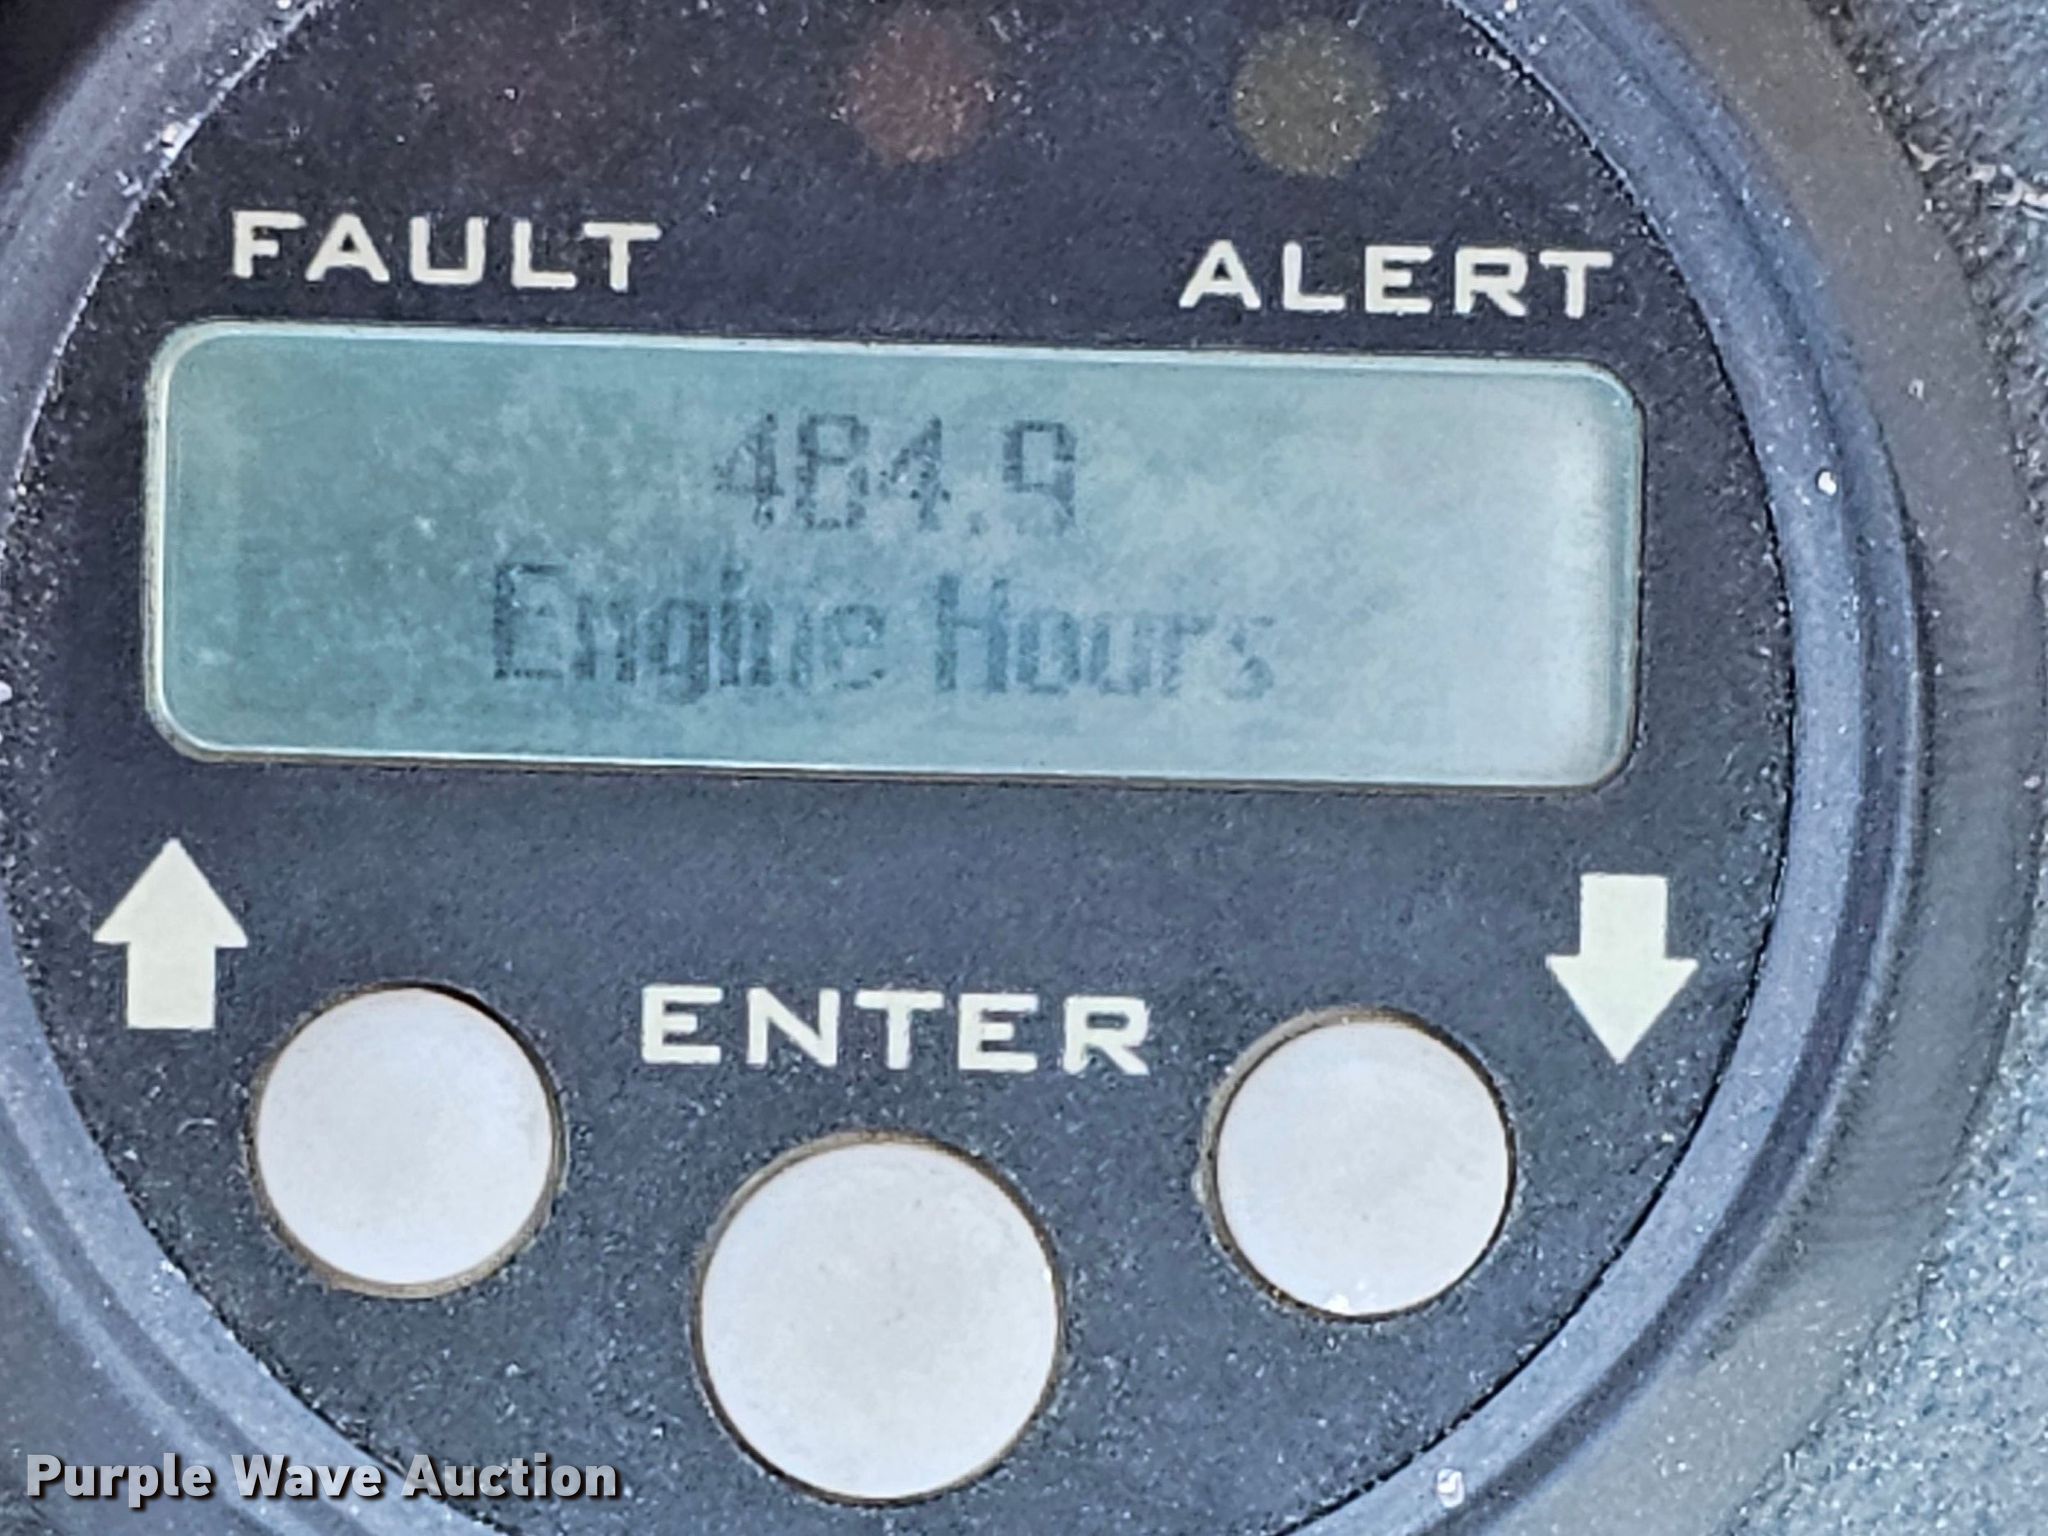 FAULT
ALERT
484.9
Engine Hours
ENTER
Purple Wave Auction